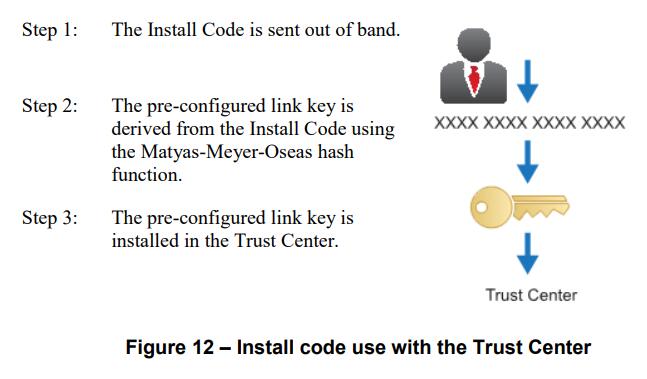 Step 1: The Install Code is sent out of band.
XXXX XXXX XXXX XXXX
Step 2: The pre-configured link key is
derived from the Install Code using
the Matyas-Meyer-Oseas hash
function.
Step 3: The pre-configured link key is
installed in the Trust Center.
Trust Center
Figure 12 – Install code use with the Trust Center